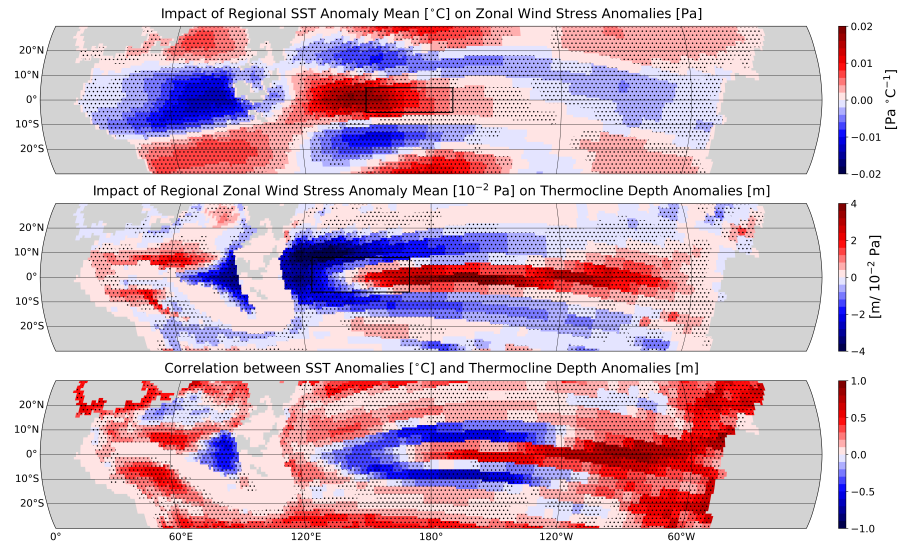 Impact of Regional SST Anomaly Mean [°C] on Zonal Wind Stress Anomalies [Pa]
20°N
10°N
0°
10°S
20°S
0.02
0.01
0.00
−0.01
−0.02
[Pa °C⁻¹]
Impact of Regional Zonal Wind Stress Anomaly Mean [10⁻² Pa] on Thermocline Depth Anomalies [m]
20°N
10°N
0°
10°S
20°S
4
2
0
−2
−4
[m/ 10⁻² Pa]
Correlation between SST Anomalies [°C] and Thermocline Depth Anomalies [m]
20°N
10°N
0°
10°S
20°S
1.0
0.5
0.0
−0.5
−1.0
0° 60°E 120°E 180° 120°W 60°W